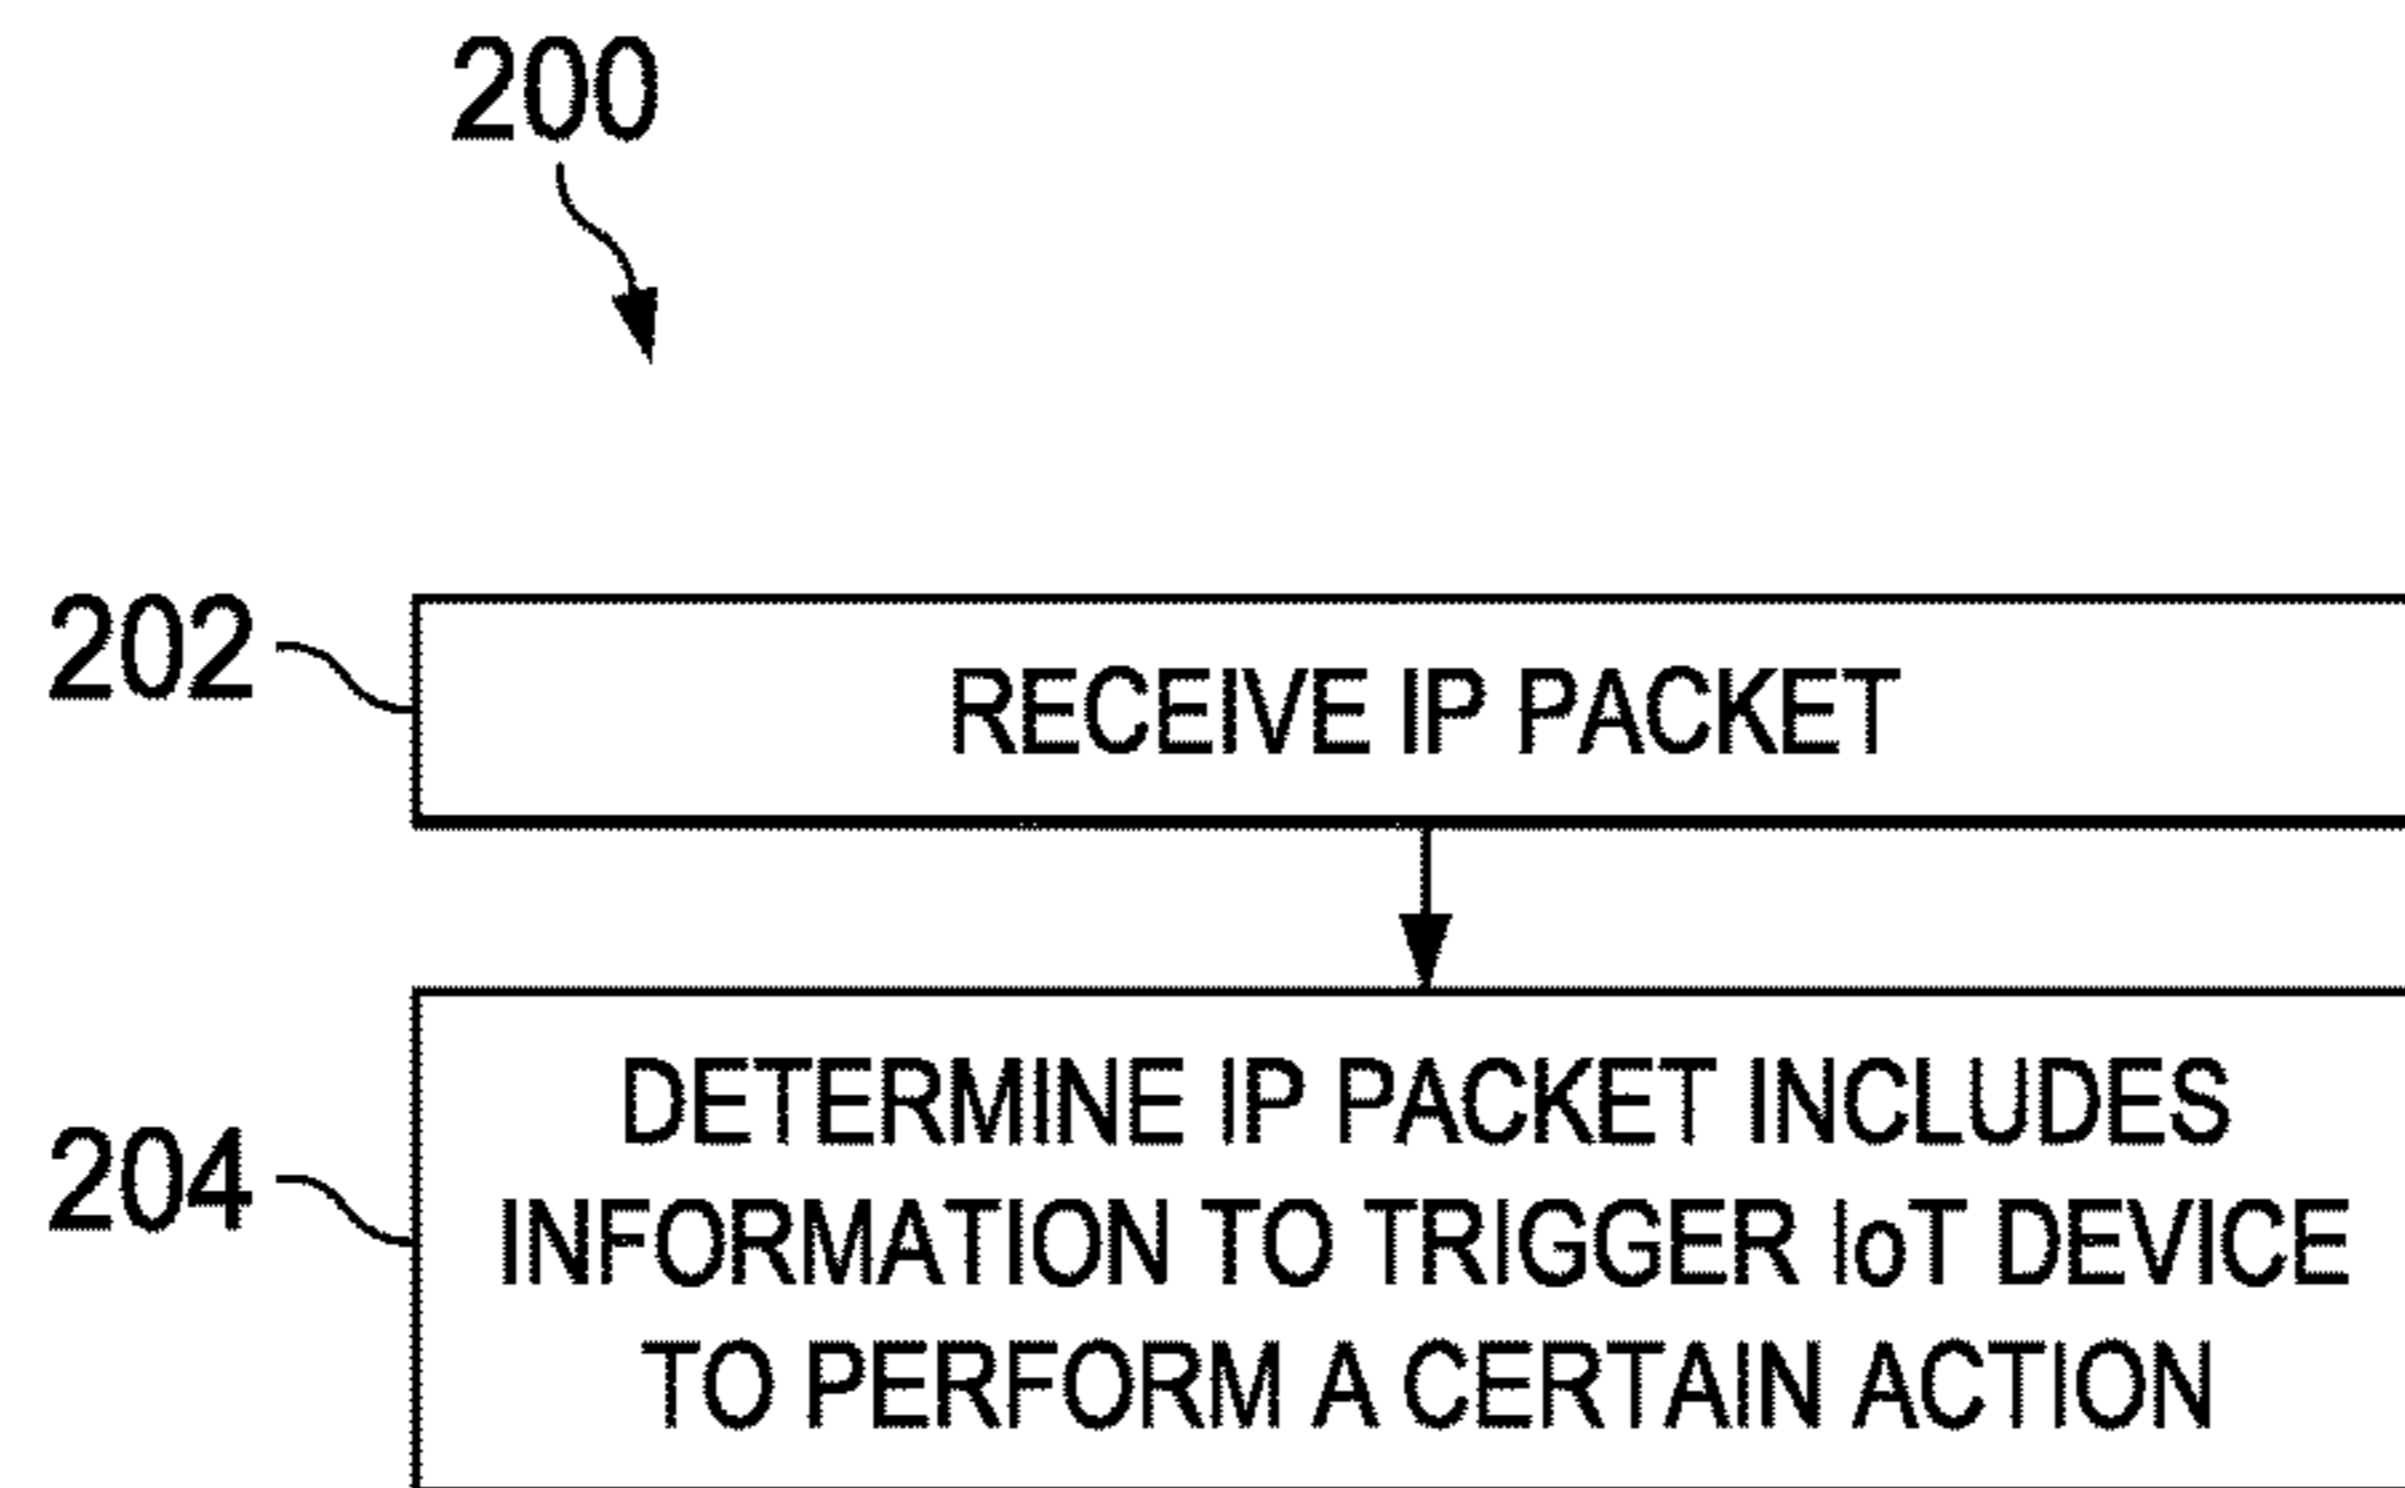 200
202
RECEIVE IP PACKET
204
DETERMINE IP PACKET INCLUDES
INFORMATION TO TRIGGER IoT DEVICE
TO PERFORM A CERTAIN ACTION